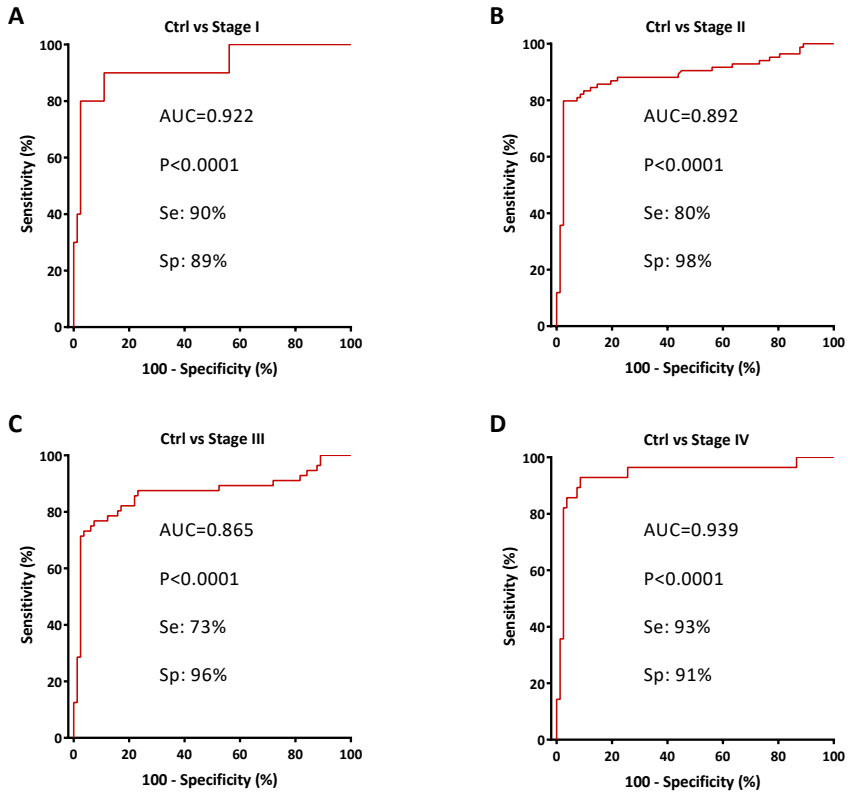 A
Ctrl vs Stage I
Sensitivity (%)
100
80
60
40
20
0
AUC=0.922
P<0.0001
Se: 90%
Sp: 89%
0 20 40 60 80 100
100 - Specificity (%)
B
Ctrl vs Stage II
Sensitivity (%)
100
80
60
40
20
0
AUC=0.892
P<0.0001
Se: 80%
Sp: 98%
0 20 40 60 80 100
100 - Specificity (%)
C
Ctrl vs Stage III
Sensitivity (%)
100
80
60
40
20
0
AUC=0.865
P<0.0001
Se: 73%
Sp: 96%
0 20 40 60 80 100
100 - Specificity (%)
D
Ctrl vs Stage IV
Sensitivity (%)
100
80
60
40
20
0
AUC=0.939
P<0.0001
Se: 93%
Sp: 91%
0 20 40 60 80 100
100 - Specificity (%)